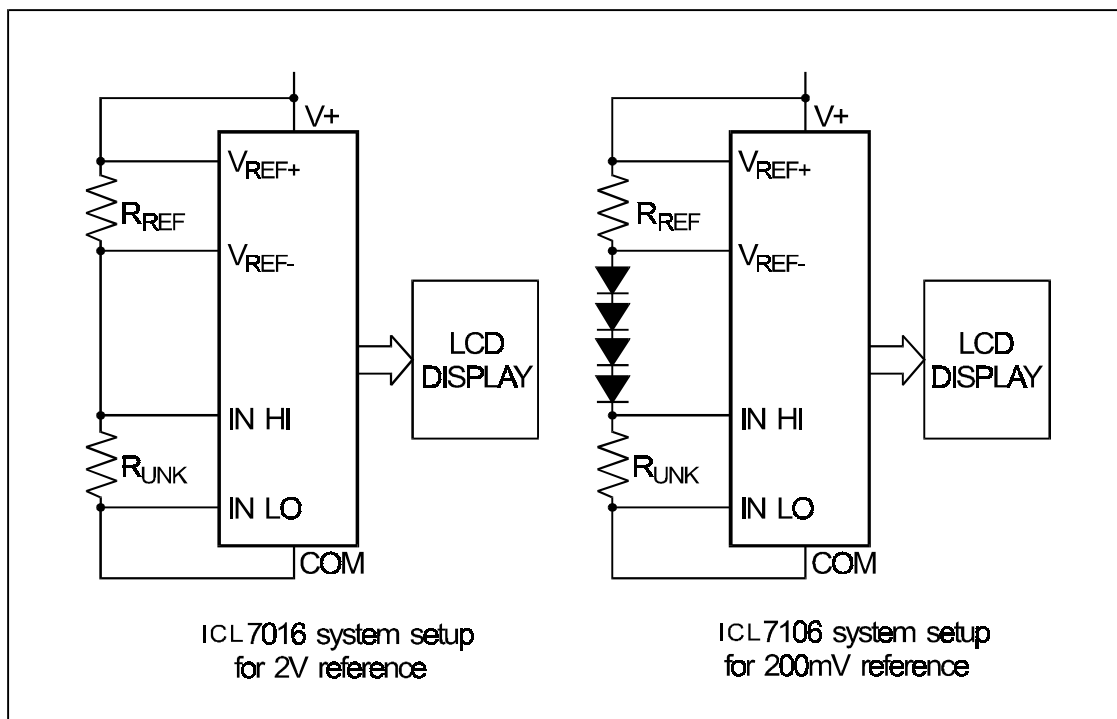 V+
VREF+
RREF
VREF-
LCD
DISPLAY
IN HI
RUNK
IN LO
COM
ICL7016 system setup
for 2V reference
V+
VREF+
RREF
VREF-
LCD
DISPLAY
IN HI
RUNK
IN LO
COM
ICL7106 system setup
for 200mV reference